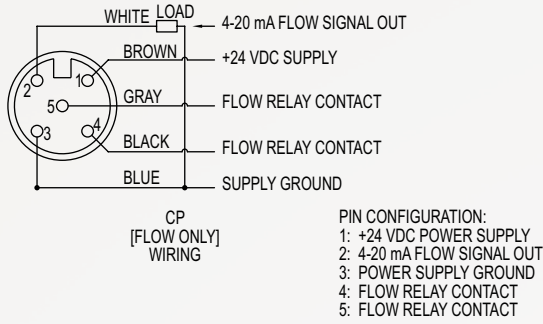 WHITE LOAD 4-20 mA FLOW SIGNAL OUT
BROWN +24 VDC SUPPLY
2 1
GRAY FLOW RELAY CONTACT
5
3 4
BLACK FLOW RELAY CONTACT
BLUE SUPPLY GROUND
CP
[FLOW ONLY]
WIRING
PIN CONFIGURATION:
1: +24 VDC POWER SUPPLY
2: 4-20 mA FLOW SIGNAL OUT
3: POWER SUPPLY GROUND
4: FLOW RELAY CONTACT
5: FLOW RELAY CONTACT